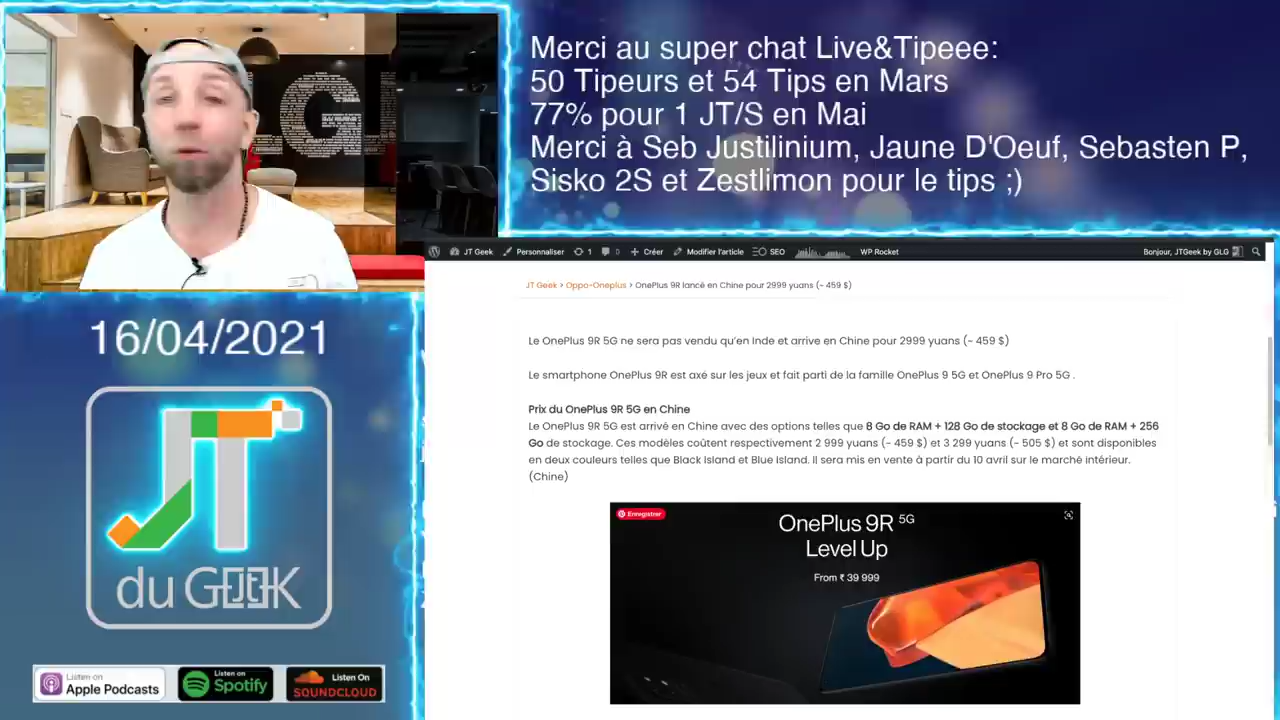 Merci au super chat Live&Tipeee:
50 Tipeurs et 54 Tips en Mars
77% pour 1 JT/S en Mai
Merci à Seb Justilinium, Jaune D'Oeuf, Sebasten P,
Sisko 2S et Zestlimon pour le tips ;)
JT Geek Personnaliser 1 0 Créer Modifier l'article SEO WP Rocket Bonjour, JTGeek by GLG
JT Geek > Oppo-Oneplus > OnePlus 9R lancé en Chine pour 2999 yuans (~ 459 $)
Le OnePlus 9R 5G ne sera pas vendu qu'en Inde et arrive en Chine pour 2999 yuans (~ 459 $)
Le smartphone OnePlus 9R est axé sur les jeux et fait parti de la famille OnePlus 9 5G et OnePlus 9 Pro 5G .
Prix du OnePlus 9R 5G en Chine
Le OnePlus 9R 5G est arrivé en Chine avec des options telles que 8 Go de RAM + 128 Go de stockage et 8 Go de RAM + 256
Go de stockage. Ces modèles coûtent respectivement 2 999 yuans (~ 459 $) et 3 299 yuans (~ 505 $) et sont disponibles
en deux couleurs telles que Black Island et Blue Island. Il sera mis en vente à partir du 10 avril sur le marché intérieur.
(Chine)
Enregistrer
OnePlus 9R 5G
Level Up
From ₹ 39 999
16/04/2021
JT
du GEEK
Listen on
Apple Podcasts
Listen on
Spotify
Listen On
SOUNDCLOUD